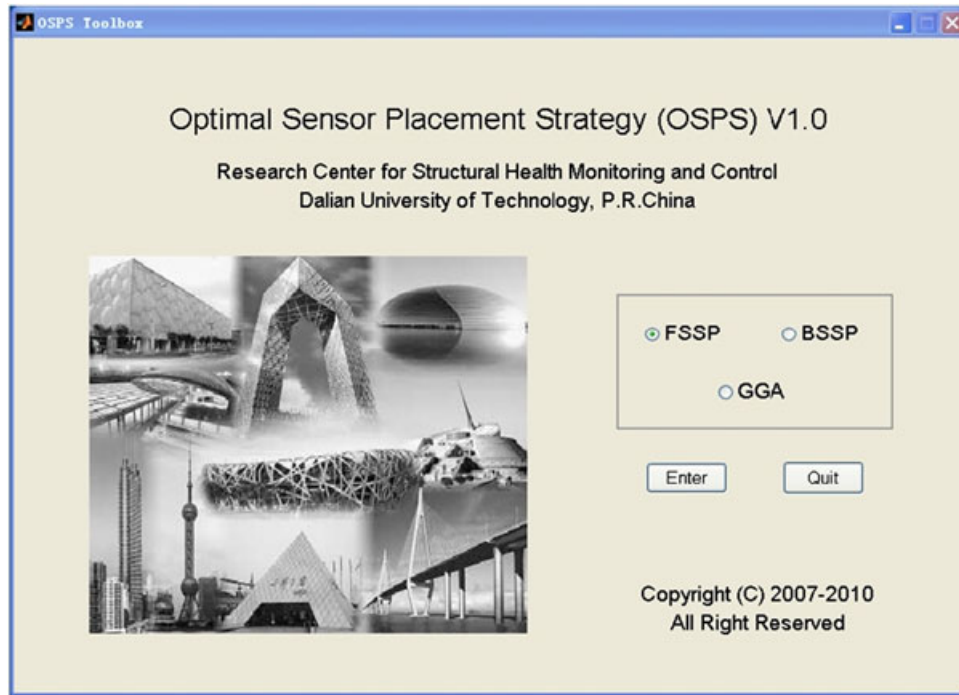 OSPS Toolbox
Optimal Sensor Placement Strategy (OSPS) V1.0
Research Center for Structural Health Monitoring and Control
Dalian University of Technology, P.R.China
FSSP
BSSP
GGA
Enter
Quit
Copyright (C) 2007-2010
All Right Reserved